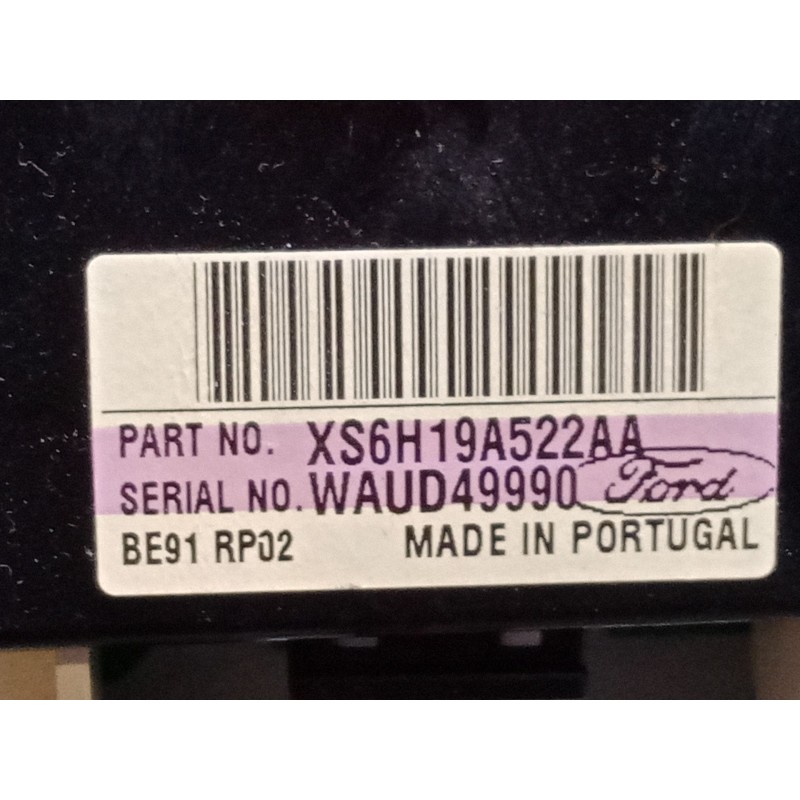 PART NO. XS6H19A522AA
SERIAL NO. WAUD49990 Ford
BE91 RP02 MADE IN PORTUGAL